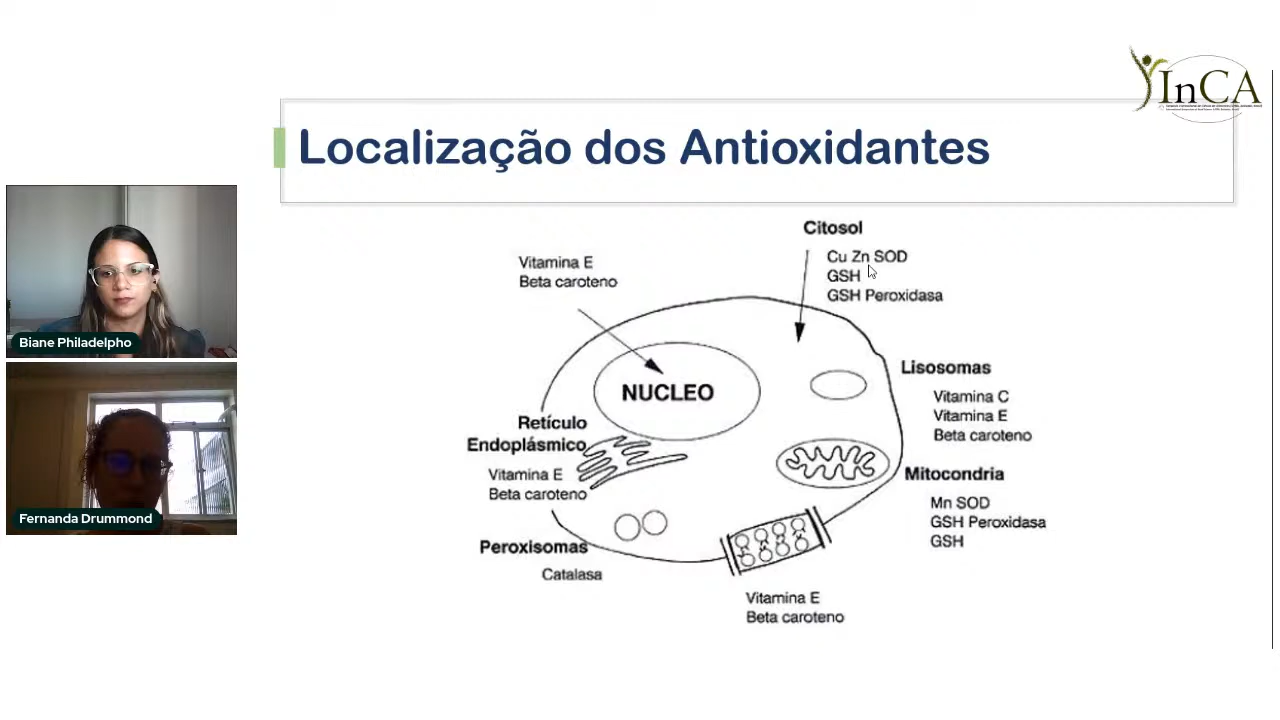 InCA
Localização dos Antioxidantes
Biane Philadelpho
Fernanda Drummond
Citosol
Cu Zn SOD
GSH
GSH Peroxidasa
Vitamina E
Beta caroteno
NUCLEO
Lisosomas
Vitamina C
Vitamina E
Beta caroteno
Retículo
Endoplásmico
Vitamina E
Beta caroteno
Mitocondria
Mn SOD
GSH Peroxidasa
GSH
Peroxisomas
Catalasa
Vitamina E
Beta caroteno